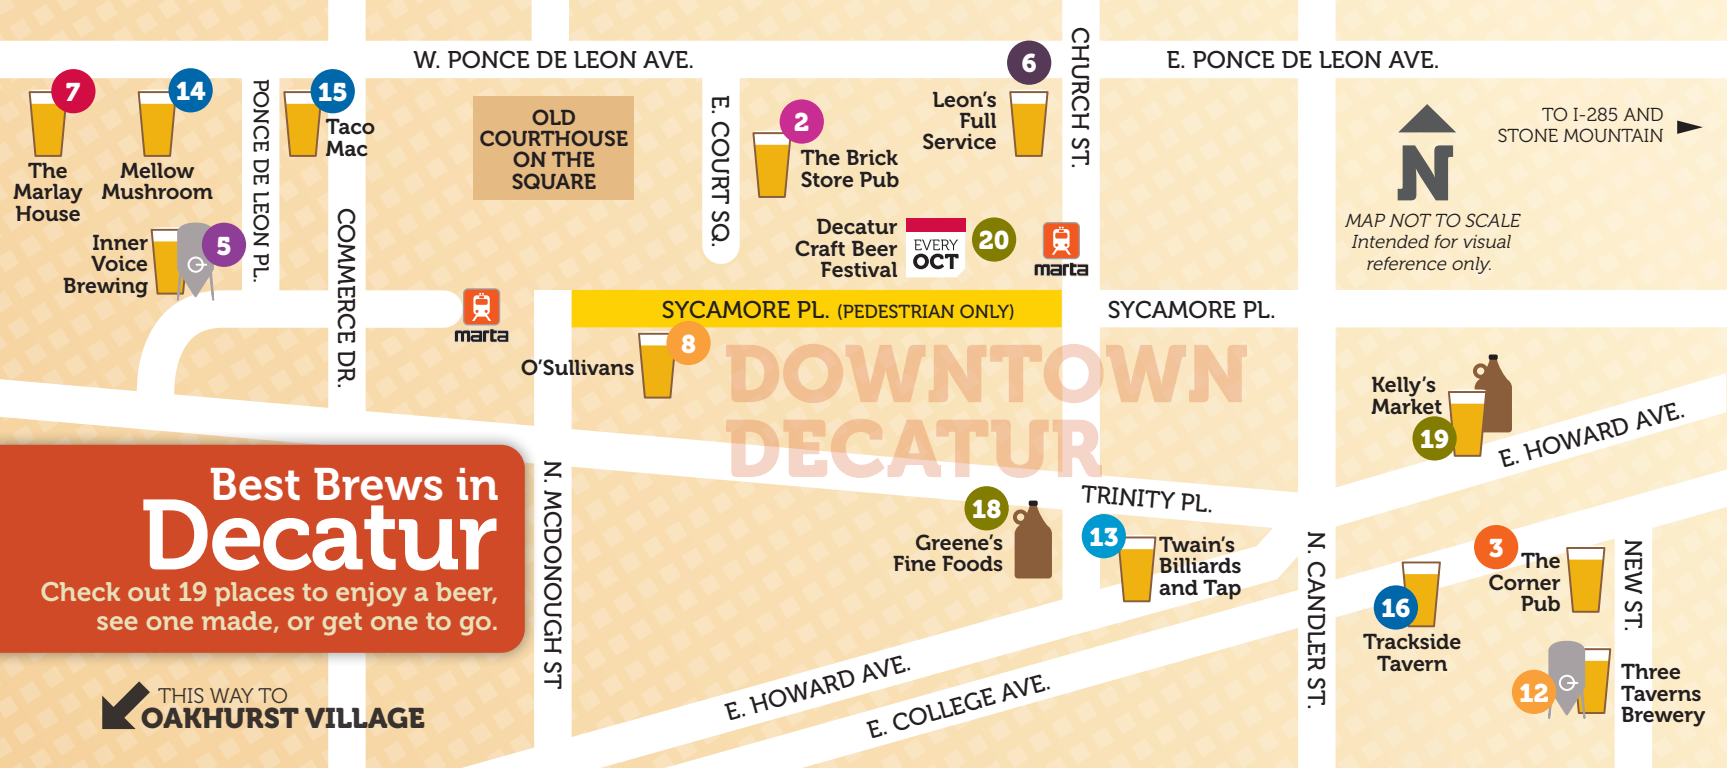 W. PONCE DE LEON AVE.
E. PONCE DE LEON AVE.
CHURCH ST.
7
The
Marlay
House
14
Mellow
Mushroom
PONCE DE LEON PL.
15
Taco
Mac
COMMERCE DR.
OLD
COURTHOUSE
ON THE
SQUARE
E. COURT SQ.
2
The Brick
Store Pub
6
Leon's
Full
Service
N
MAP NOT TO SCALE
Intended for visual
reference only.
TO I-285 AND
STONE MOUNTAIN
Inner
Voice
Brewing
5
Decatur
Craft Beer
Festival
EVERY
OCT
20
marta
marta
SYCAMORE PL. (PEDESTRIAN ONLY)
SYCAMORE PL.
O'Sullivans
8
DOWNTOWN
DECATUR
Kelly's
Market
19
E. HOWARD AVE.
Best Brews in
Decatur
Check out 19 places to enjoy a beer,
see one made, or get one to go.
N. MCDONOUGH ST
18
Greene's
Fine Foods
TRINITY PL.
13
Twain's
Billiards
and Tap
N. CANDLER ST.
3
The
Corner
Pub
NEW ST.
16
Trackside
Tavern
12
Three
Taverns
Brewery
E. HOWARD AVE.
E. COLLEGE AVE.
THIS WAY TO
OAKHURST VILLAGE